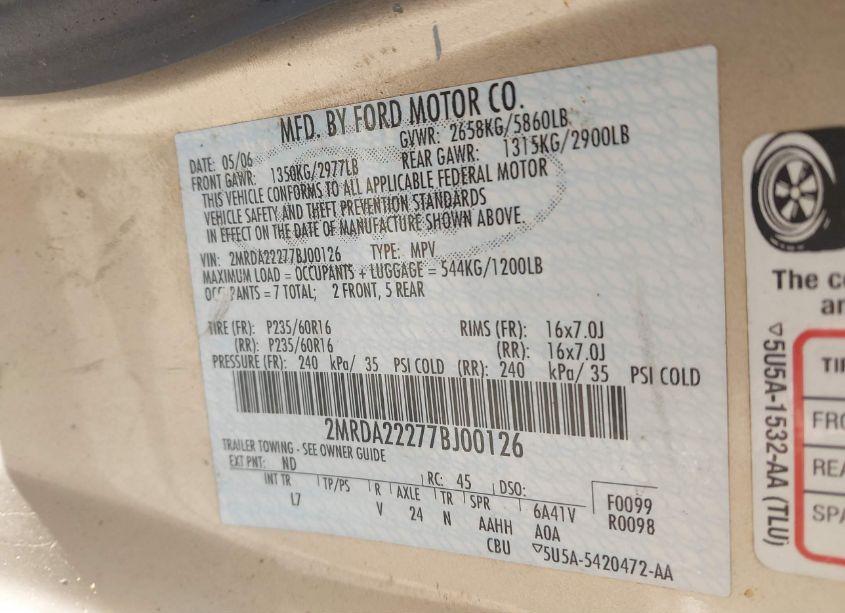 MFD. BY FORD MOTOR CO.
DATE: 05/06 GVWR: 2658KG/5860LB
FRONT GAWR: 1350KG/2977LB REAR GAWR: 1315KG/2900LB
THIS VEHICLE CONFORMS TO ALL APPLICABLE FEDERAL MOTOR
VEHICLE SAFETY AND THEFT PREVENTION STANDARDS
IN EFFECT ON THE DATE OF MANUFACTURE SHOWN ABOVE.
VIN: 2MRDA22277BJ00126 TYPE: MPV
MAXIMUM LOAD = OCCUPANTS + LUGGAGE = 544KG/1200LB
OCCUPANTS = 7 TOTAL; 2 FRONT, 5 REAR
TIRE (FR): P235/60R16 RIMS (FR): 16x7.0J
(RR): P235/60R16 (RR): 16x7.0J
PRESSURE (FR): 240 kPa/ 35 PSI COLD (RR): 240 kPa/ 35 PSI COLD
2MRDA22277BJ00126
TRAILER TOWING - SEE OWNER GUIDE
EXT PNT: ND RC: 45 DSO:
INT TR TP/PS R AXLE TR SPR 6A41V F0099
L7 V 24 N AAHH A0A R0098
CBU ▽5U5A-5420472-AA
The co
an
▽5U5A-1532-AA (TLU)
TIR
FRO
REA
SPA